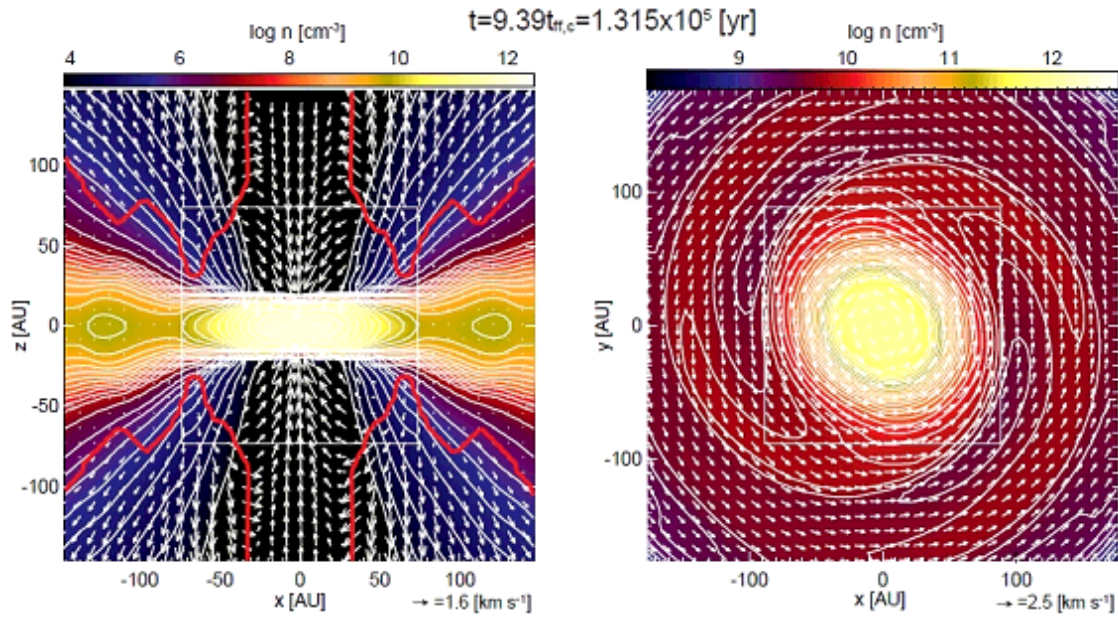 t=9.39t_ff,c=1.315x10⁵ [yr]
log n [cm⁻³]
4 6 8 10 12
100
50
0
-50
-100
z [AU]
-100 -50 0 50 100
x [AU]
→ =1.6 [km s⁻¹]
log n [cm⁻³]
9 10 11 12
100
0
-100
y [AU]
-100 0 100
x [AU]
→ =2.5 [km s⁻¹]